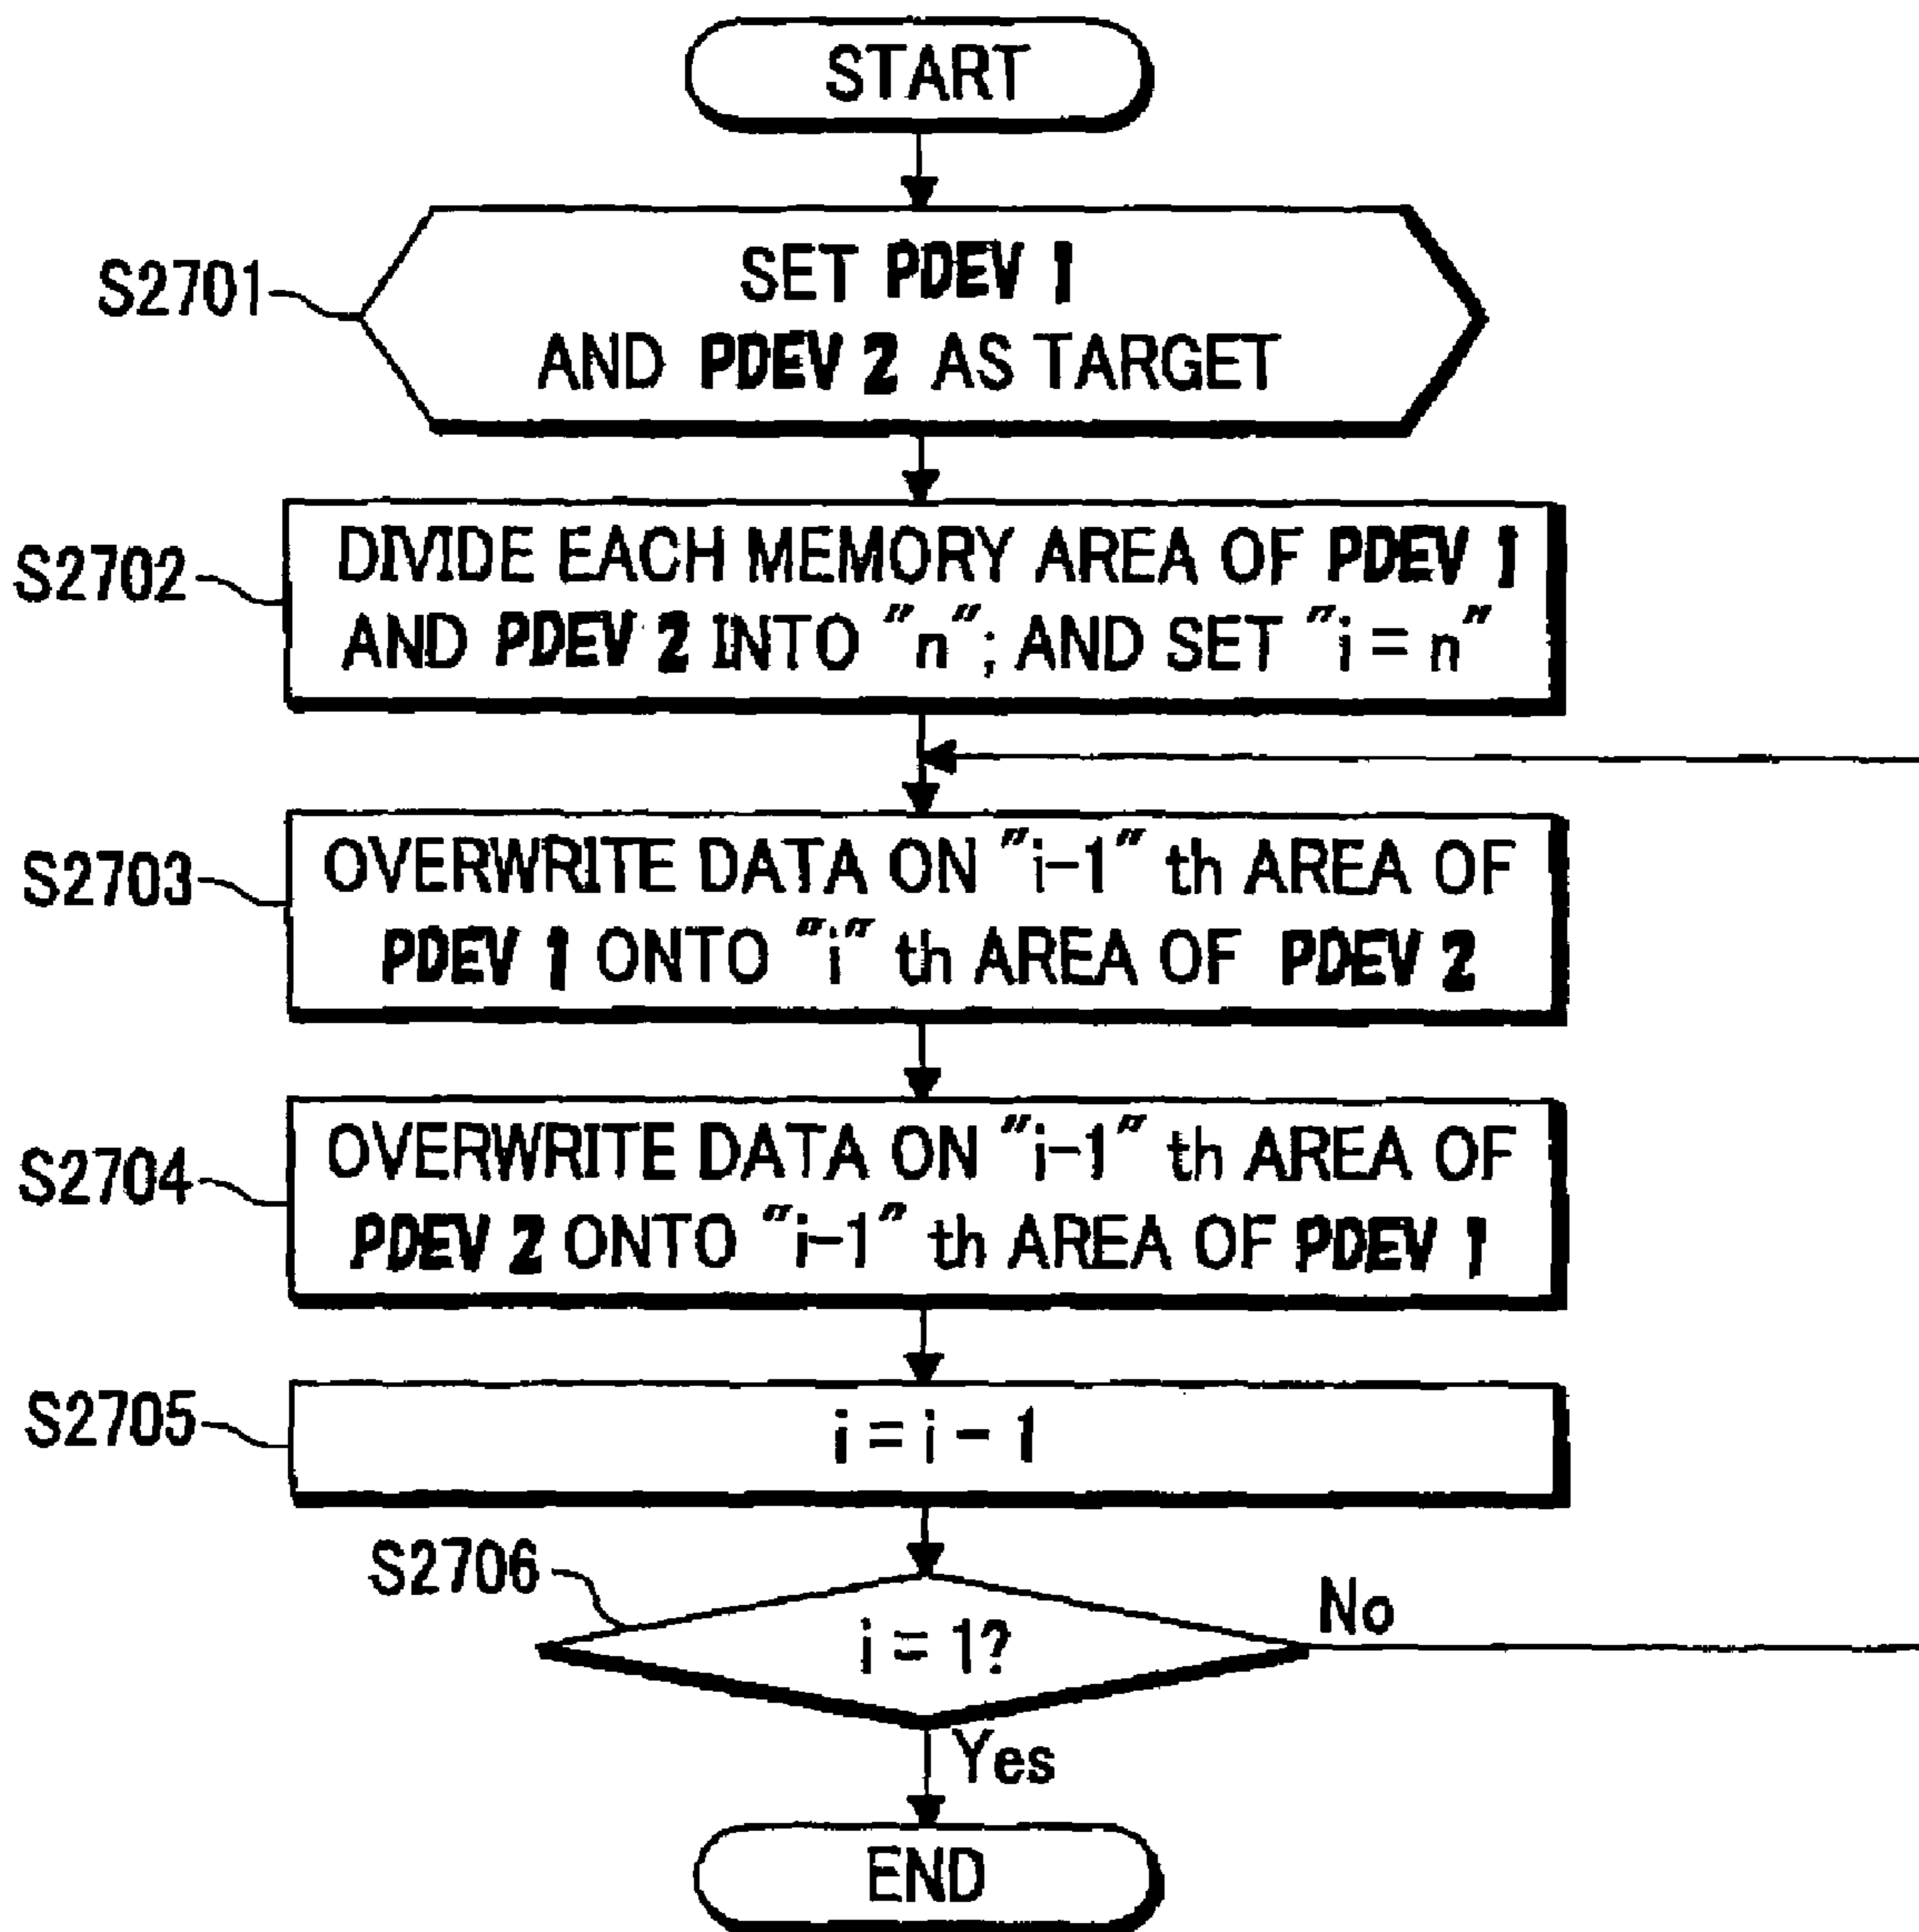 START
S2701
SET PDEV 1
AND PDEV 2 AS TARGET
S2702
DIVIDE EACH MEMORY AREA OF PDEV 1
AND PDEV 2 INTO "n"; AND SET "i = n"
S2703
OVERWRITE DATA ON "i-1" th AREA OF
PDEV 1 ONTO "i" th AREA OF PDEV 2
S2704
OVERWRITE DATA ON "i-1" th AREA OF
PDEV 2 ONTO "i-1" th AREA OF PDEV 1
S2705
i = i - 1
S2706
i = 1?
No
Yes
END